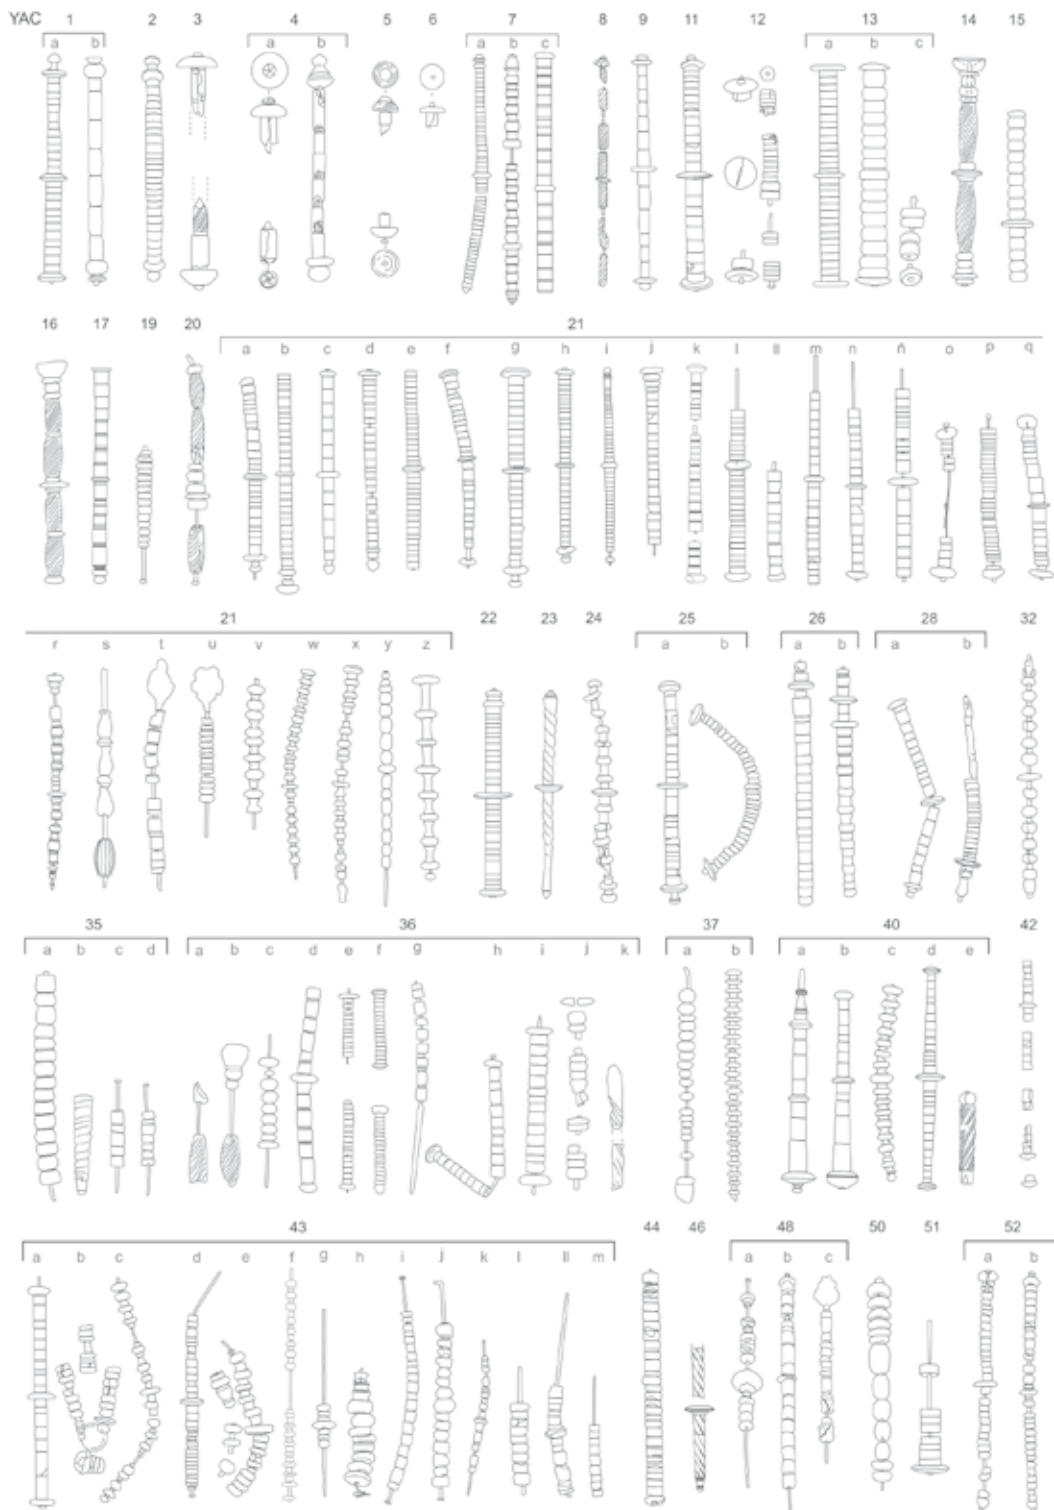 YAC 1 2 3 4 5 6 7 8 9 11 12 13 14 15
a b a b a b c a b c
16 17 19 20 21
a b c d e f g h i j k l ll m n ñ o p q
21 22 23 24 25 26 28 32
r s t u v w x y z a b a b a b
35 36 37 40 42
a b c d a b c d e f g h i j k a b a b c d e
43 44 46 48 50 51 52
a b c d e f g h i j k l ll m a b c a b